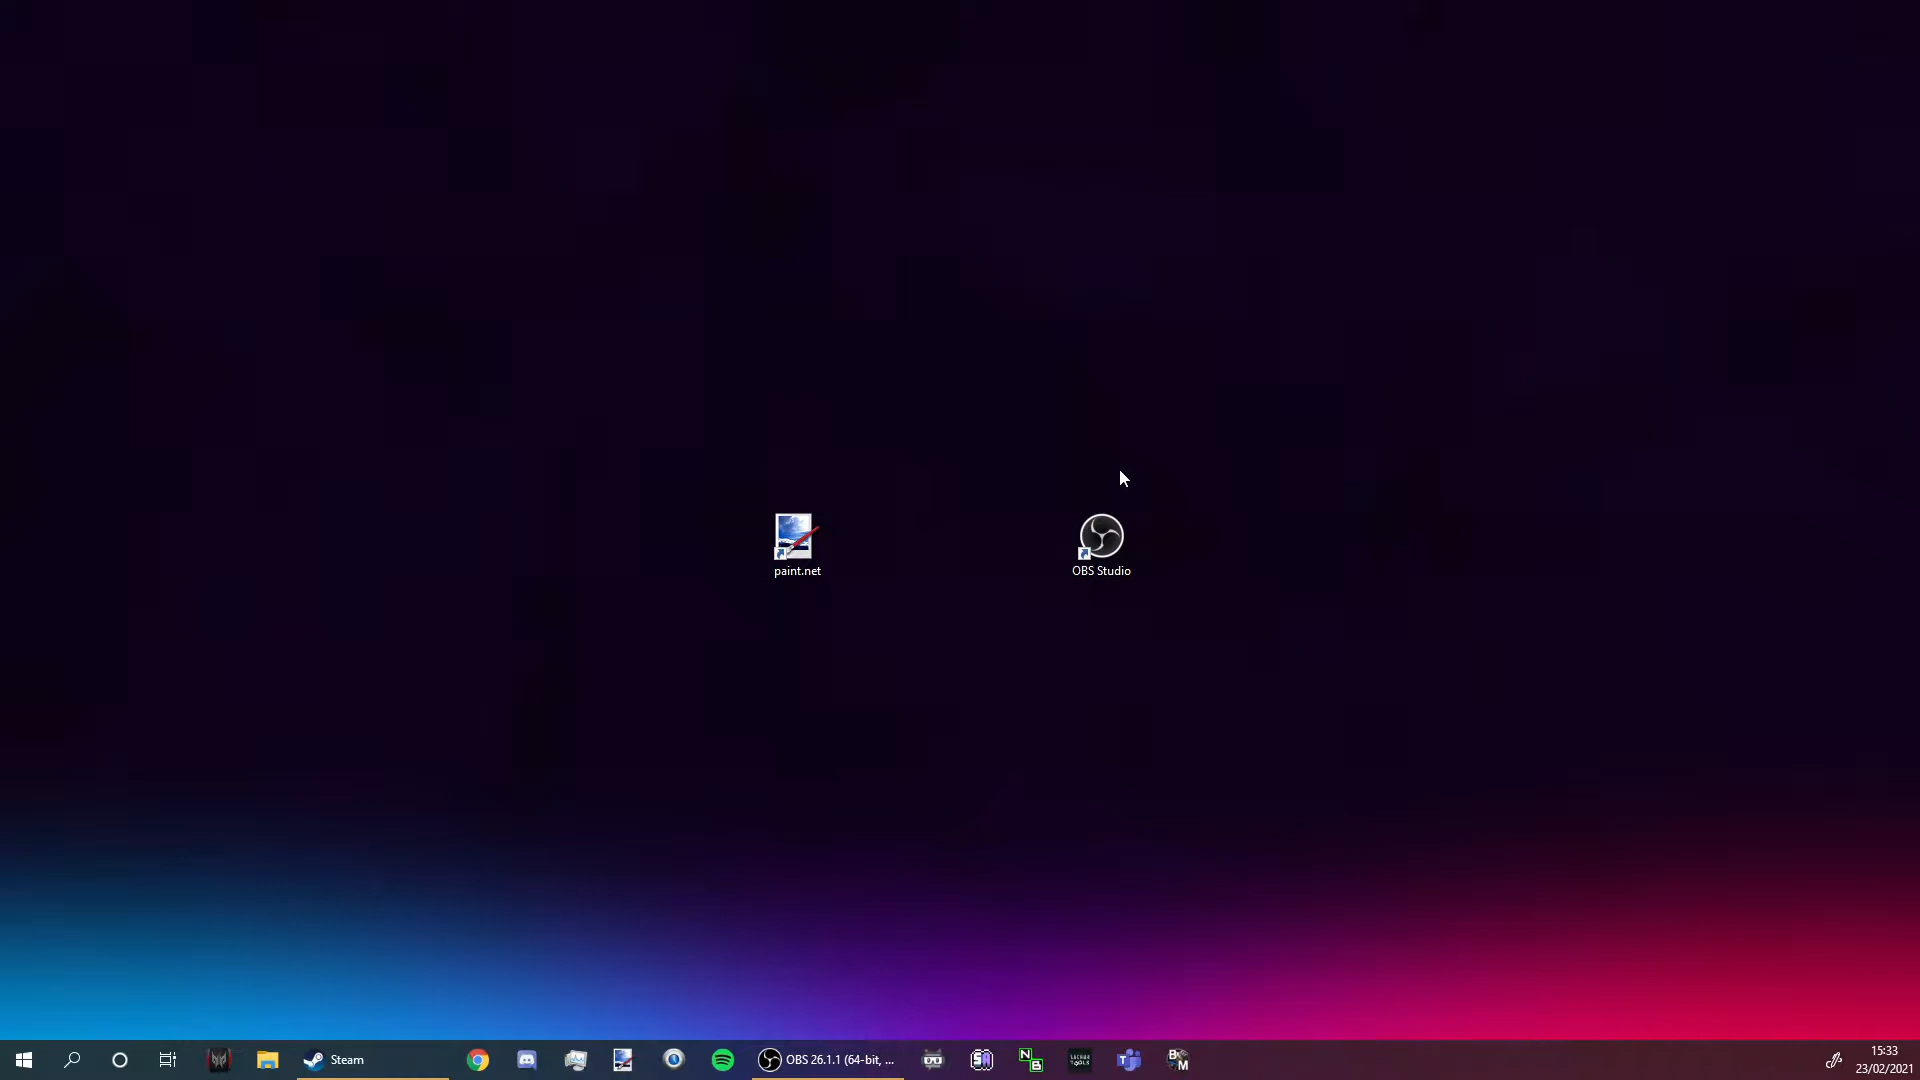 paint.net
OBS Studio
Steam
OBS 26.1.1 (64-bit, ...
N
B
T
B
M
15:33
23/02/2021